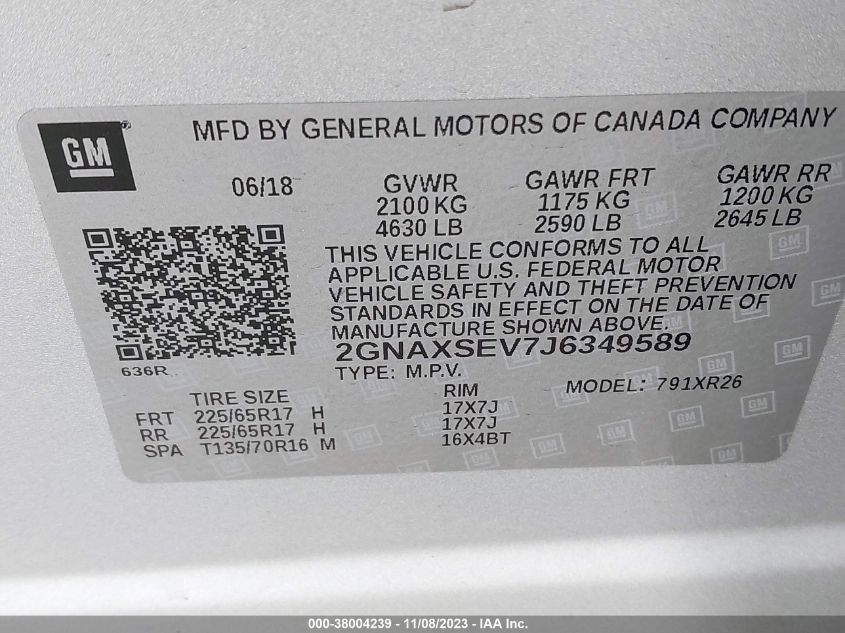 GM
MFD BY GENERAL MOTORS OF CANADA COMPANY
06/18
GVWR
2100 KG
4630 LB
GAWR FRT
1175 KG
2590 LB
GAWR RR
1200 KG
2645 LB
THIS VEHICLE CONFORMS TO ALL
APPLICABLE U.S. FEDERAL MOTOR
VEHICLE SAFETY AND THEFT PREVENTION
STANDARDS IN EFFECT ON THE DATE OF
MANUFACTURE SHOWN ABOVE.
2GNAXSEV7J6349589
636R
TYPE: M.P.V.
MODEL: 791XR26
TIRE SIZE RIM
FRT 225/65R17 H 17X7J
RR 225/65R17 H 17X7J
SPA T135/70R16 M 16X4BT
000-38004239 - 11/08/2023 - IAA Inc.